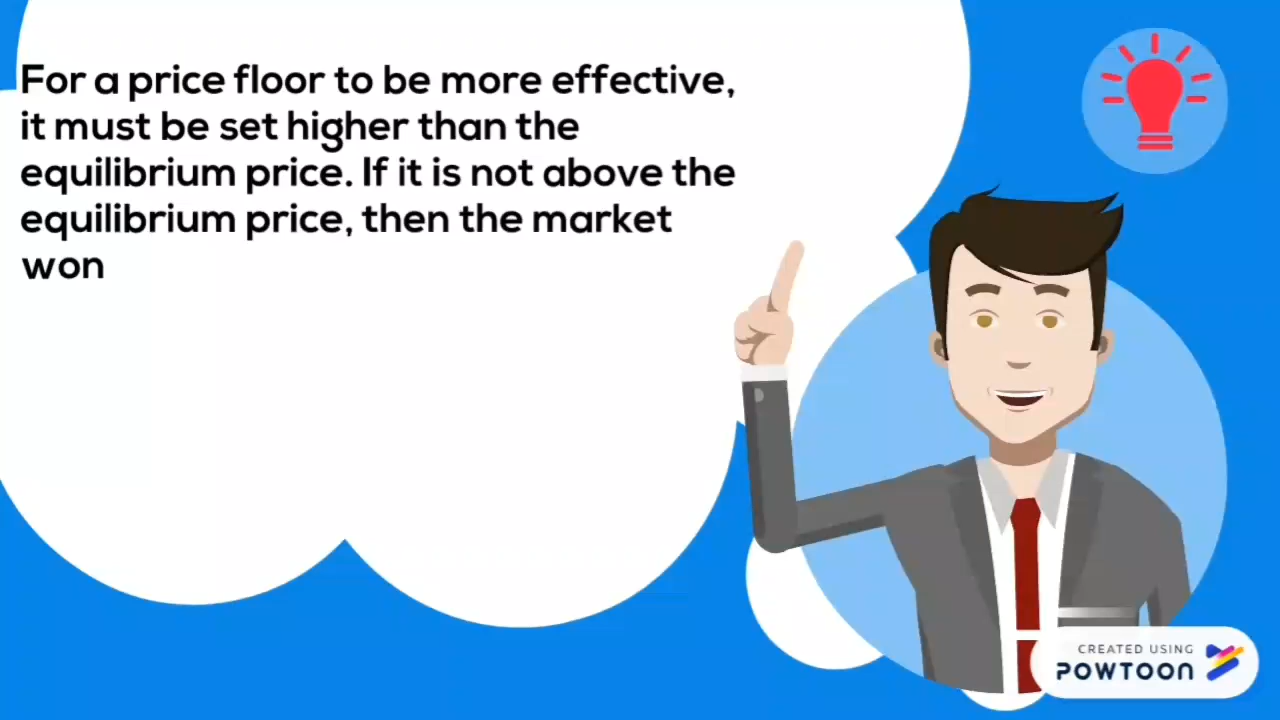 For a price floor to be more effective,
it must be set higher than the
equilibrium price. If it is not above the
equilibrium price, then the market
won
CREATED USING
POWTOON